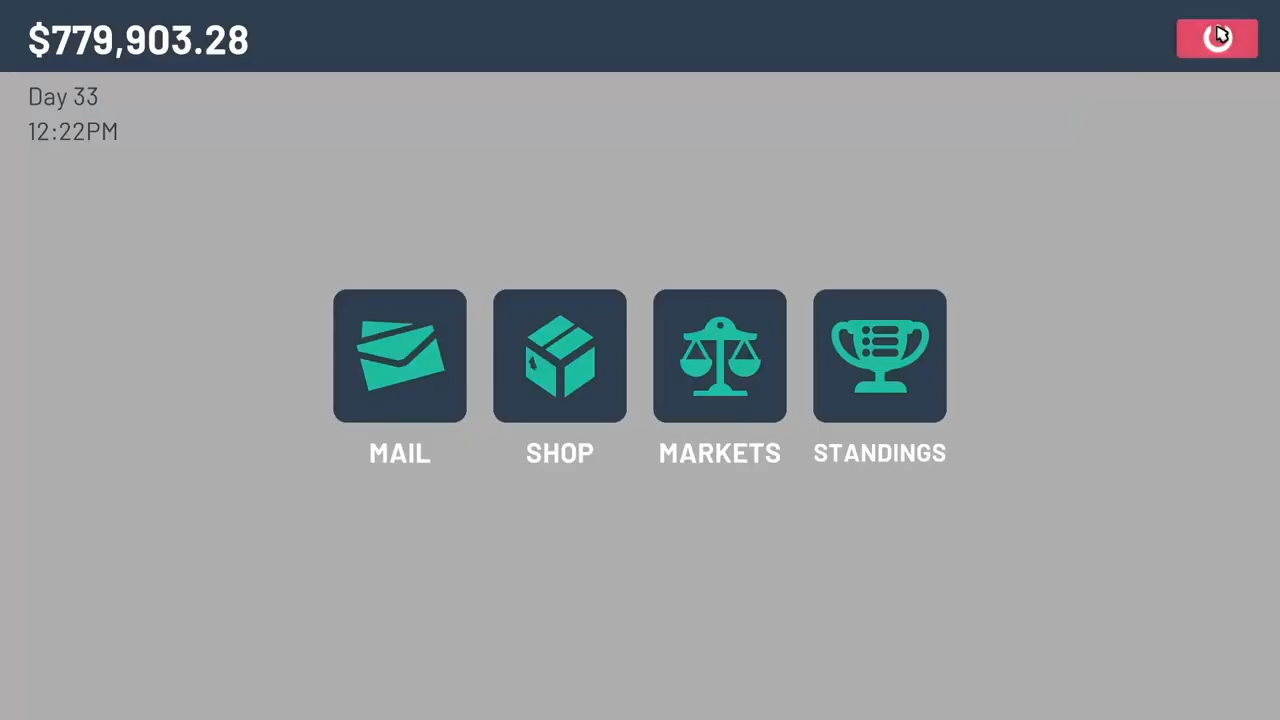 $779,903.28
Day 33
12:22PM
MAIL
SHOP
MARKETS
STANDINGS